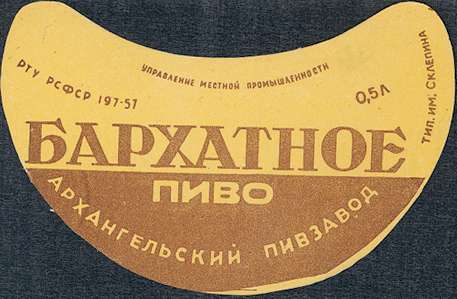 УПРАВЛЕНИЕ МЕСТНОЙ ПРОМЫШЛЕННОСТИ
РТУ РСФСР 197-57
0,5л
ТИП. ИМ. СКЛЕПИНА
БАРХАТНОЕ
ПИВО
АРХАНГЕЛЬСКИЙ ПИВЗАВОД